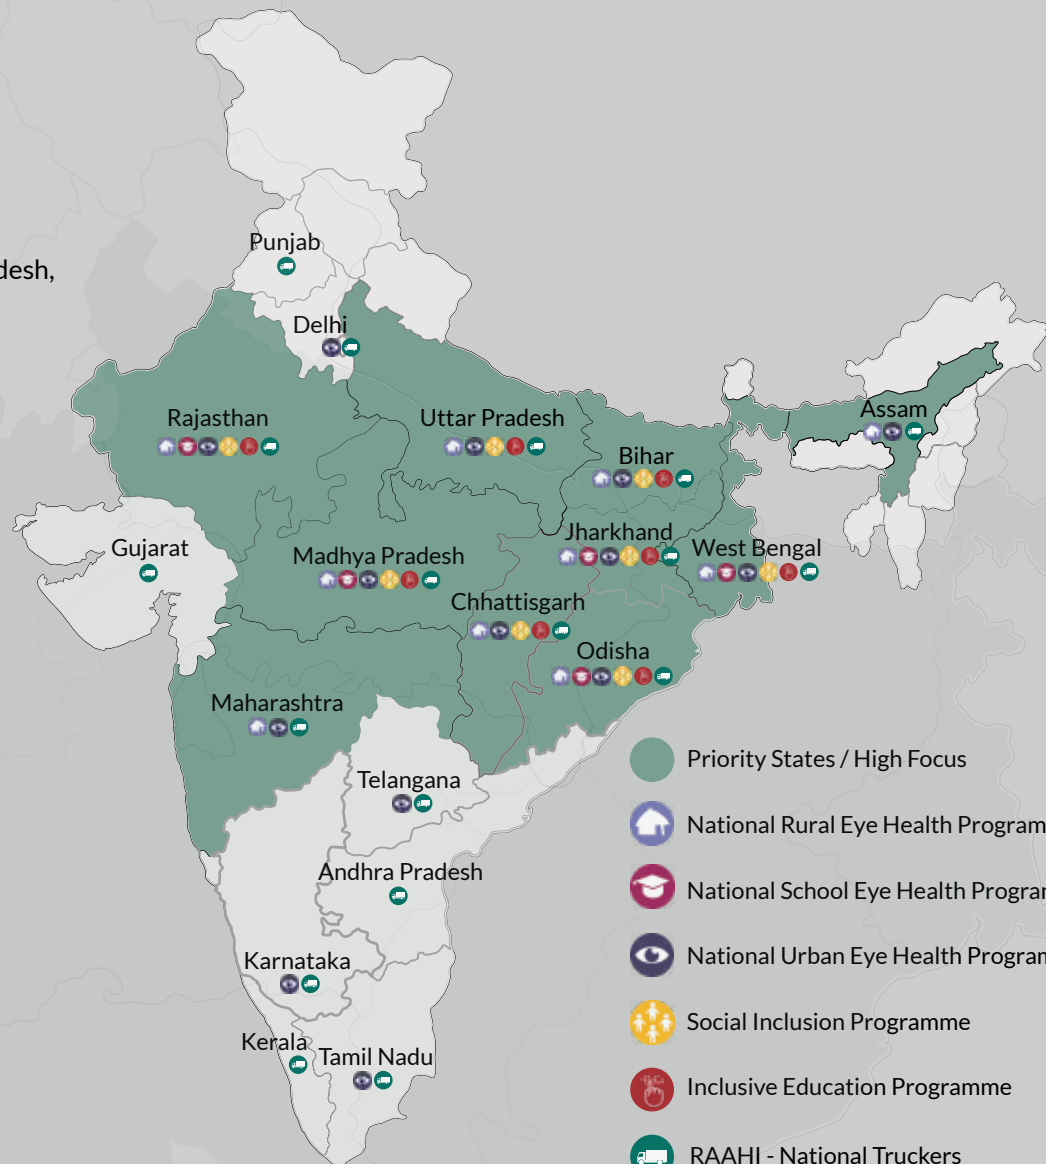 Punjab
desh,
Delhi
Rajasthan
Uttar Pradesh
Assam
Bihar
Jharkhand
West Bengal
Gujarat
Madhya Pradesh
Chhattisgarh
Odisha
Maharashtra
Telangana
Andhra Pradesh
Karnataka
Kerala
Tamil Nadu
Priority States / High Focus
National Rural Eye Health Program
National School Eye Health Progra
National Urban Eye Health Program
Social Inclusion Programme
Inclusive Education Programme
RAAHI - National Truckers